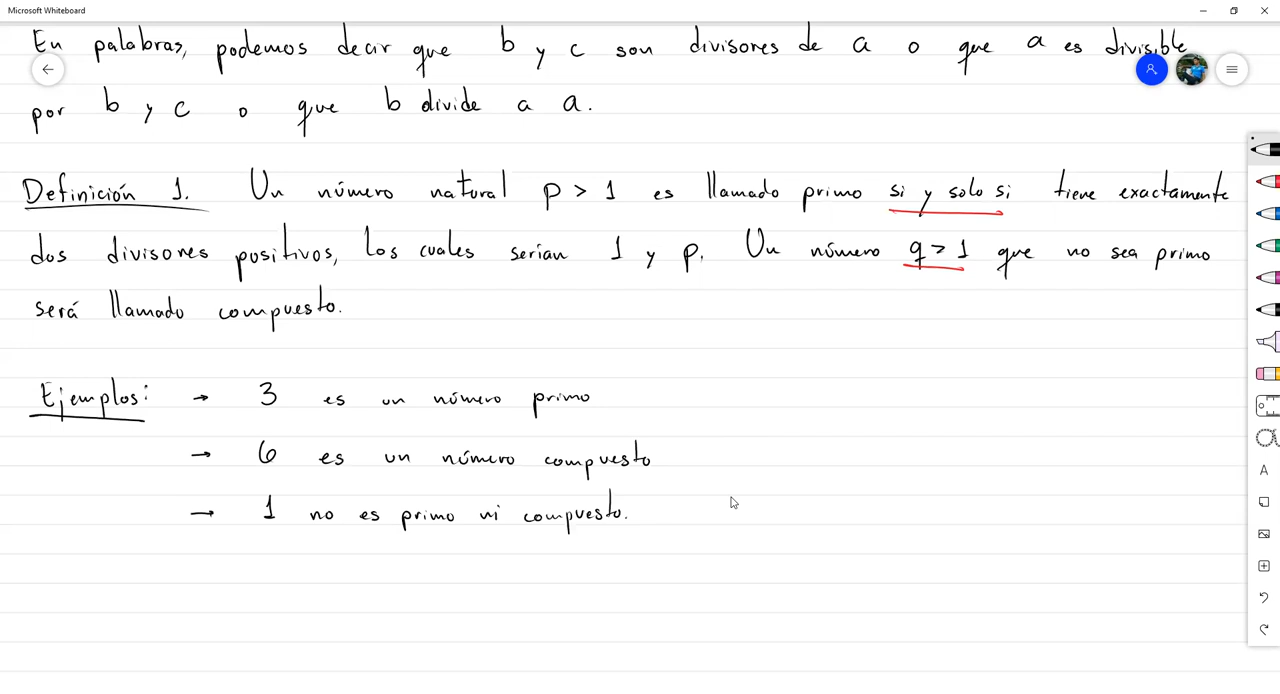 Microsoft Whiteboard
En palabras, podemos decir que b y c son divisores de a o que a es divisible
por b y c o que b divide a a.
Definición 1. Un número natural p > 1 es llamado primo si y solo si tiene exactamente
dos divisores positivos, los cuales serían 1 y p. Un número q > 1 que no sea primo
será llamado compuesto.
Ejemplos: → 3 es un número primo
→ 6 es un número compuesto
→ 1 no es primo ni compuesto.
A